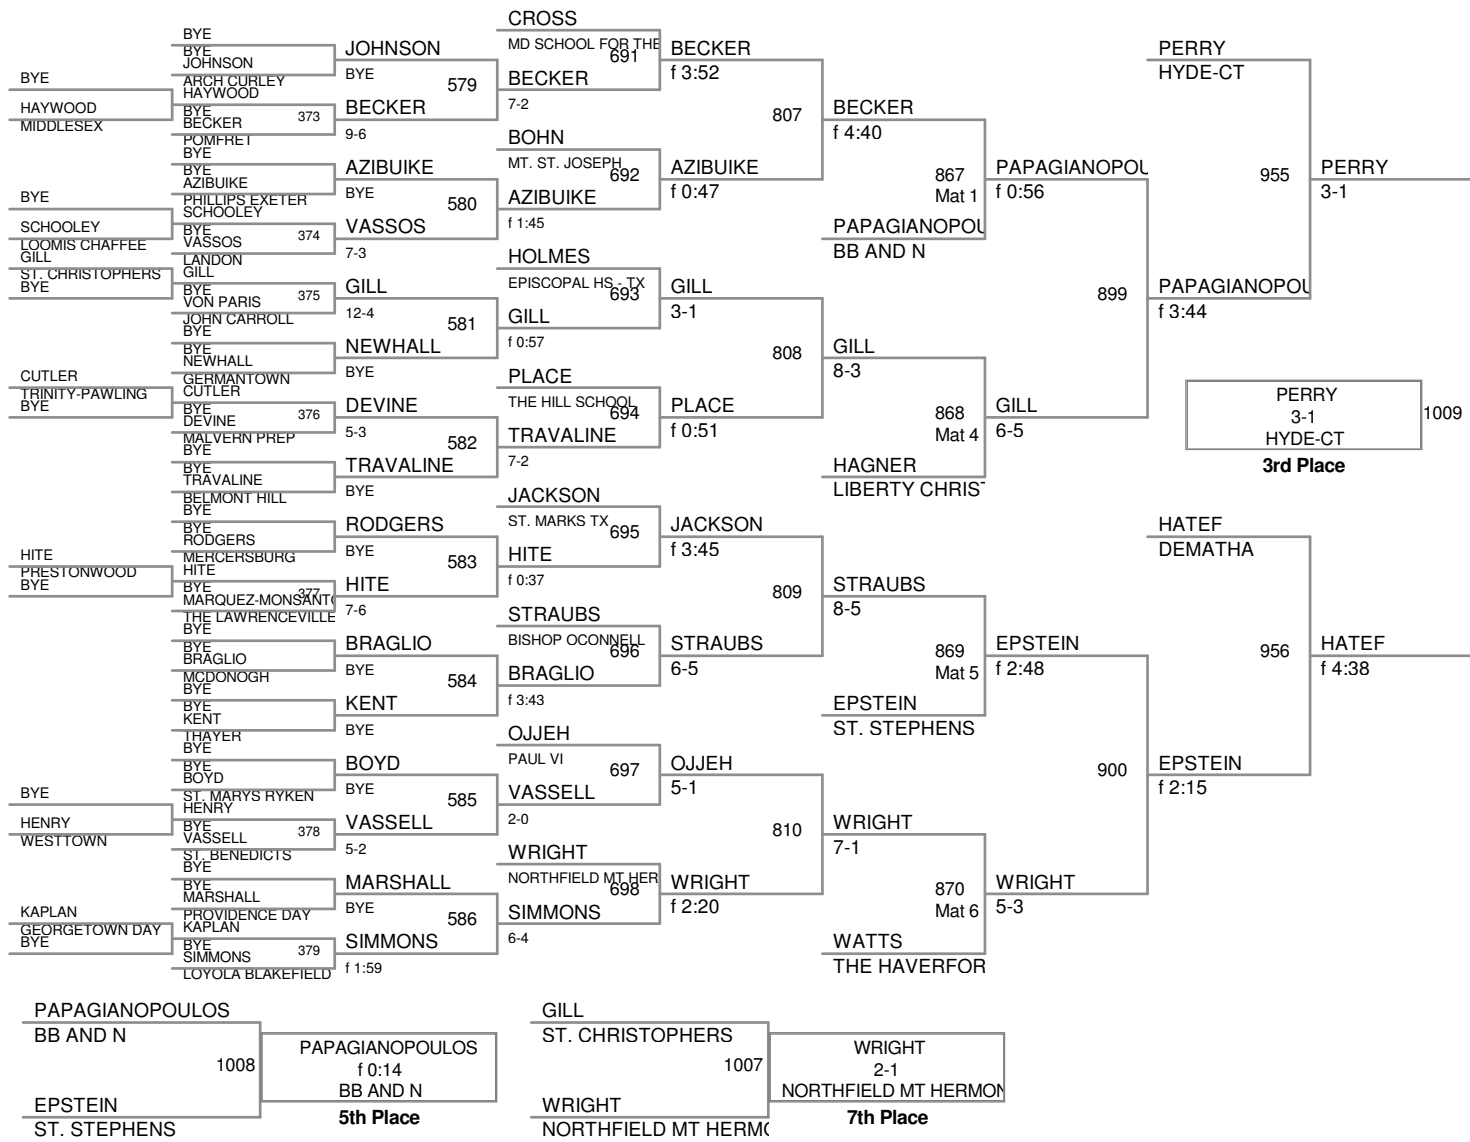 BYE
HAYWOOD
MIDDLESEX
BYE
SCHOOLEY
LOOMIS CHAFFEE
GILL
ST. CHRISTOPHERS
BYE
CUTLER
TRINITY-PAWLING
BYE
HITE
PRESTONWOOD
BYE
BYE
HENRY
WESTTOWN
KAPLAN
GEORGETOWN DAY
BYE
BYE
BYE
JOHNSON
ARCH CURLEY
HAYWOOD
BYE
373
BECKER
POMFRET
BYE
BYE
AZIBUIKE
PHILLIPS EXETER
SCHOOLEY
BYE
374
VASSOS
LANDON
GILL
BYE
375
VON PARIS
JOHN CARROLL
BYE
BYE
NEWHALL
GERMANTOWN
CUTLER
BYE
376
DEVINE
MALVERN PREP
BYE
BYE
TRAVALINE
BELMONT HILL
BYE
BYE
RODGERS
MERCERSBURG
HITE
BYE
377
MARQUEZ-MONSANTO
THE LAWRENCEVILLE
BYE
BYE
BRAGLIO
MCDONOGH
BYE
BYE
KENT
THAYER
BYE
BYE
BOYD
ST. MARYS RYKEN
HENRY
BYE
378
VASSELL
ST. BENEDICTS
BYE
BYE
MARSHALL
PROVIDENCE DAY
KAPLAN
BYE
379
SIMMONS
LOYOLA BLAKEFIELD
JOHNSON
BYE
579
BECKER
9-6
AZIBUIKE
BYE
580
VASSOS
7-3
GILL
12-4
581
NEWHALL
BYE
DEVINE
5-3
582
TRAVALINE
BYE
RODGERS
BYE
583
HITE
7-6
BRAGLIO
BYE
584
KENT
BYE
BOYD
BYE
585
VASSELL
5-2
MARSHALL
BYE
586
SIMMONS
f 1:59
CROSS
MD SCHOOL FOR THE
691
BECKER
7-2
BOHN
MT. ST. JOSEPH
692
AZIBUIKE
f 1:45
HOLMES
EPISCOPAL HS - TX
693
GILL
f 0:57
PLACE
THE HILL SCHOOL
694
TRAVALINE
7-2
JACKSON
ST. MARKS TX
695
HITE
f 0:37
STRAUBS
BISHOP OCONNELL
696
BRAGLIO
f 3:43
OJJEH
PAUL VI
697
VASSELL
2-0
WRIGHT
NORTHFIELD MT HER
698
SIMMONS
6-4
BECKER
f 3:52
807
AZIBUIKE
f 0:47
GILL
3-1
808
PLACE
f 0:51
JACKSON
f 3:45
809
STRAUBS
6-5
OJJEH
5-1
810
WRIGHT
f 2:20
BECKER
f 4:40
867
Mat 1
PAPAGIANOPOU
BB AND N
GILL
8-3
868
Mat 4
HAGNER
LIBERTY CHRIST
STRAUBS
8-5
869
Mat 5
EPSTEIN
ST. STEPHENS
WRIGHT
7-1
870
Mat 6
WATTS
THE HAVERFOR
PAPAGIANOPOU
f 0:56
899
GILL
6-5
EPSTEIN
f 2:48
900
WRIGHT
5-3
PERRY
HYDE-CT
955
PAPAGIANOPOU
f 3:44
HATEF
DEMATHA
956
EPSTEIN
f 2:15
PERRY
3-1
HATEF
f 4:38
PERRY
3-1
HYDE-CT
1009
3rd Place
PAPAGIANOPOULOS
BB AND N
1008
EPSTEIN
ST. STEPHENS
PAPAGIANOPOULOS
f 0:14
BB AND N
5th Place
GILL
ST. CHRISTOPHERS
1007
WRIGHT
NORTHFIELD MT HERMO
WRIGHT
2-1
NORTHFIELD MT HERMON
7th Place